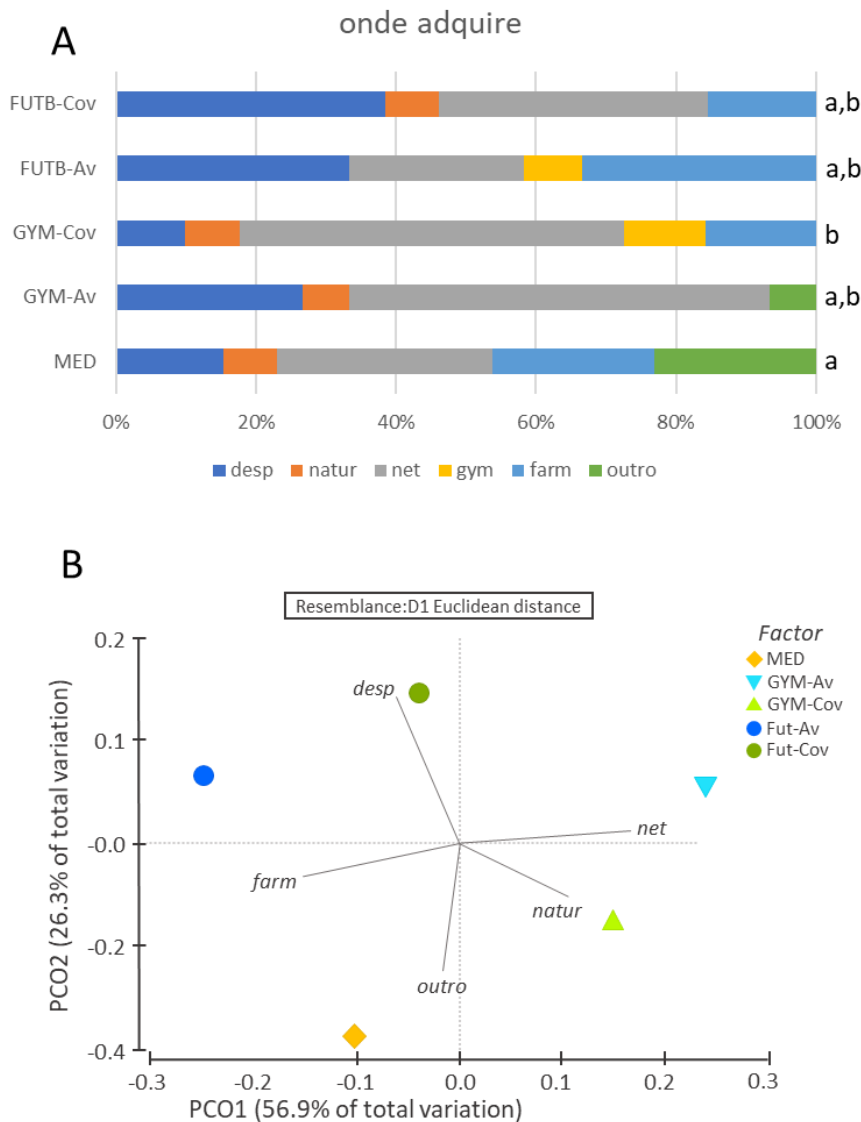 A
onde adquire
FUTB-Cov a,b
FUTB-Av a,b
GYM-Cov b
GYM-Av a,b
MED a
0% 20% 40% 60% 80% 100%
desp natur net gym farm outro
B
Resemblance:D1 Euclidean distance
Factor
MED
GYM-Av
GYM-Cov
Fut-Av
Fut-Cov
PCO2 (26.3% of total variation)
0.2
0.1
-0.0
-0.2
-0.4
desp
net
farm
natur
outro
-0.3 -0.2 -0.1 0.0 0.1 0.2 0.3
PCO1 (56.9% of total variation)